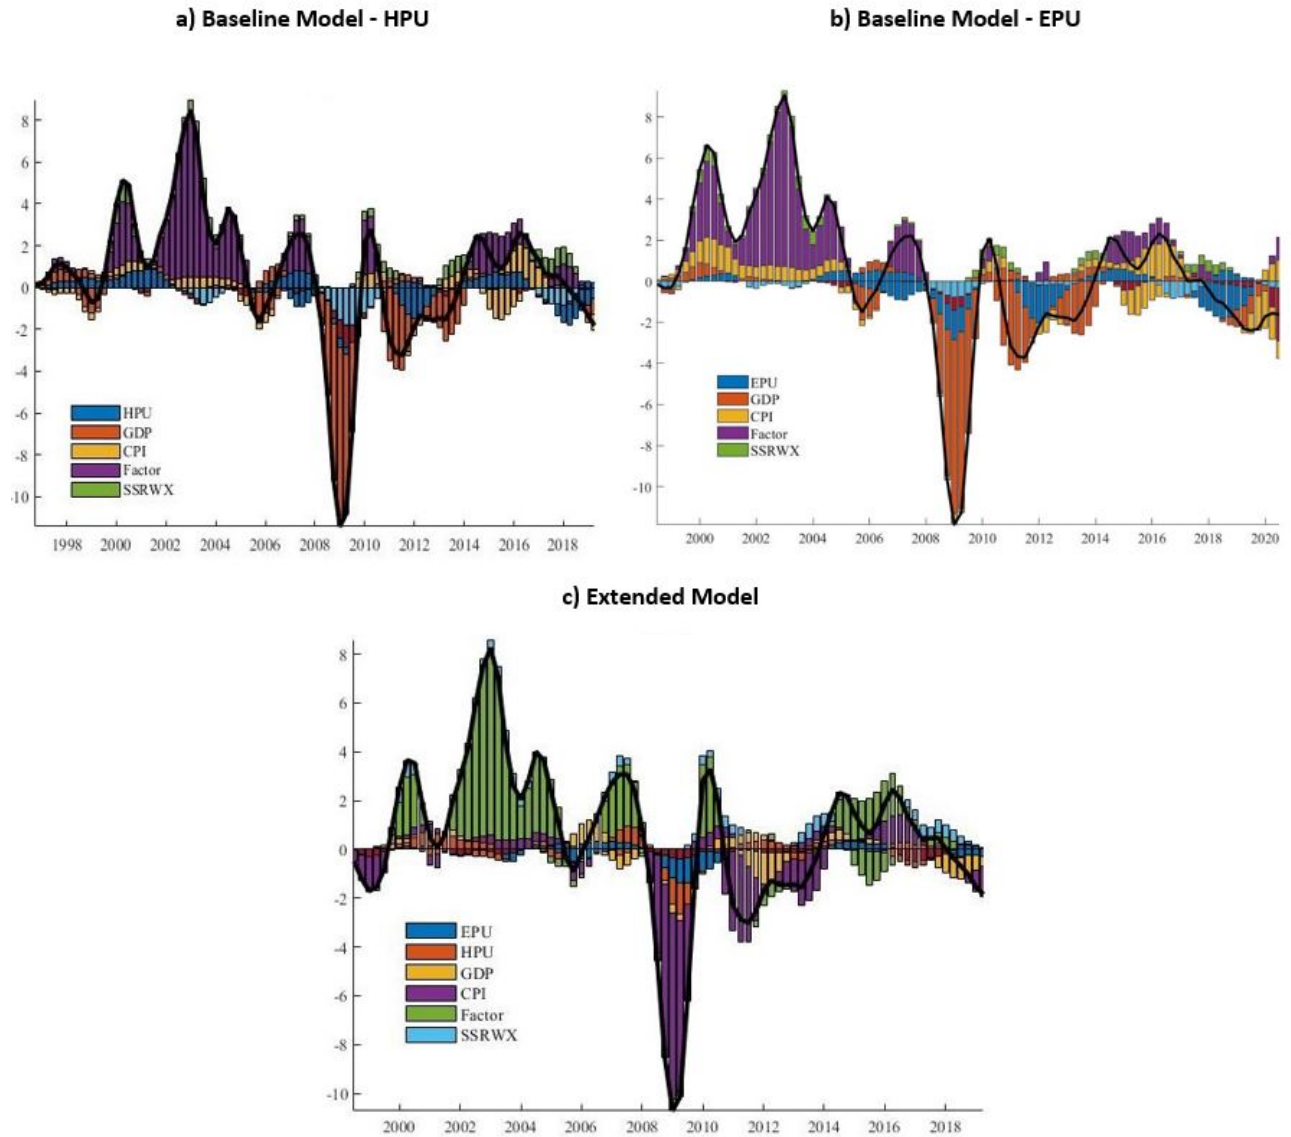 a) Baseline Model - HPU
b) Baseline Model - EPU
8
6
4
2
0
-2
-4
-6
-8
10
HPU
GDP
CPI
Factor
SSRWX
1998 2000 2002 2004 2006 2008 2010 2012 2014 2016 2018
8
6
4
2
0
-2
-4
-6
-8
-10
EPU
GDP
CPI
Factor
SSRWX
2000 2002 2004 2006 2008 2010 2012 2014 2016 2018 2020
c) Extended Model
8
6
4
2
0
-2
-4
-6
-8
-10
EPU
HPU
GDP
CPI
Factor
SSRWX
2000 2002 2004 2006 2008 2010 2012 2014 2016 2018